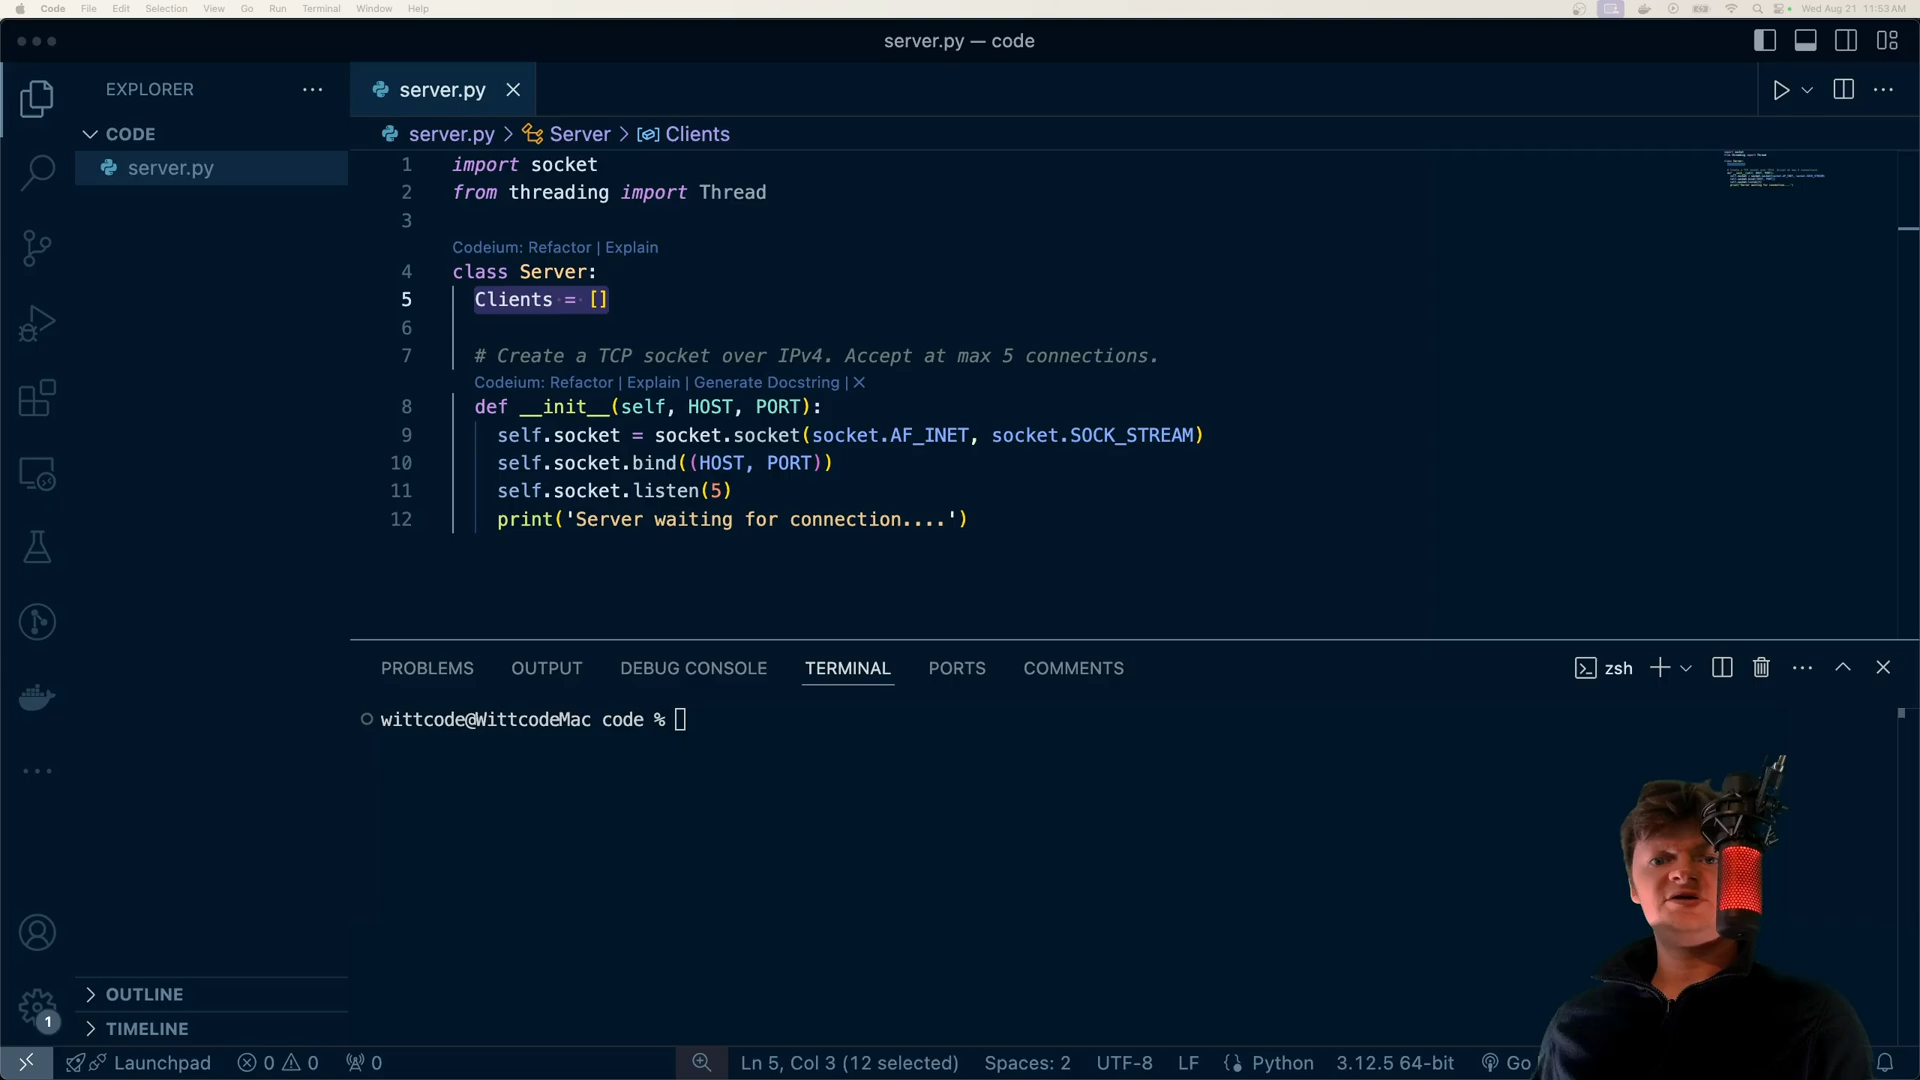 Code File Edit Selection View Go Run Terminal Window Help Wed Aug 21 11:53 AM
server.py — code
EXPLORER
server.py
CODE
server.py > Server > Clients
server.py
1 import socket
2 from threading import Thread
3
Codeium: Refactor | Explain
4 class Server:
5 Clients = []
6
7 # Create a TCP socket over IPv4. Accept at max 5 connections.
Codeium: Refactor | Explain | Generate Docstring | X
8 def __init__(self, HOST, PORT):
9 self.socket = socket.socket(socket.AF_INET, socket.SOCK_STREAM)
10 self.socket.bind((HOST, PORT))
11 self.socket.listen(5)
12 print('Server waiting for connection....')
PROBLEMS OUTPUT DEBUG CONSOLE TERMINAL PORTS COMMENTS zsh
wittcode@WittcodeMac code %
OUTLINE
1
TIMELINE
Launchpad 0 0 0 Ln 5, Col 3 (12 selected) Spaces: 2 UTF-8 LF Python 3.12.5 64-bit Go